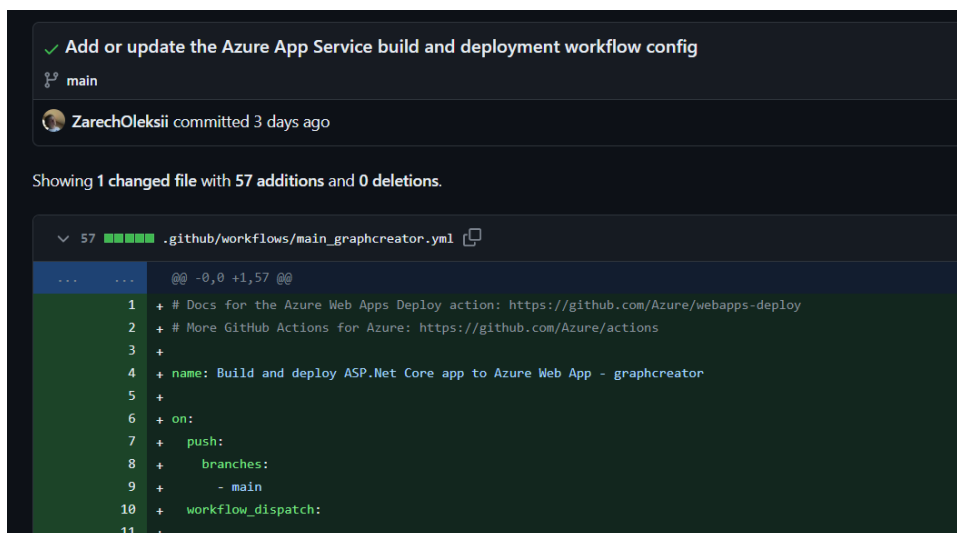 Add or update the Azure App Service build and deployment workflow config
main
ZarechOleksii committed 3 days ago
Showing 1 changed file with 57 additions and 0 deletions.
57 .github/workflows/main_graphcreator.yml
... ... @@ -0,0 +1,57 @@
1 + # Docs for the Azure Web Apps Deploy action: https://github.com/Azure/webapps-deploy
2 + # More GitHub Actions for Azure: https://github.com/Azure/actions
3 +
4 + name: Build and deploy ASP.Net Core app to Azure Web App - graphcreator
5 +
6 + on:
7 +   push:
8 +     branches:
9 +       - main
10 +   workflow_dispatch:
11 +